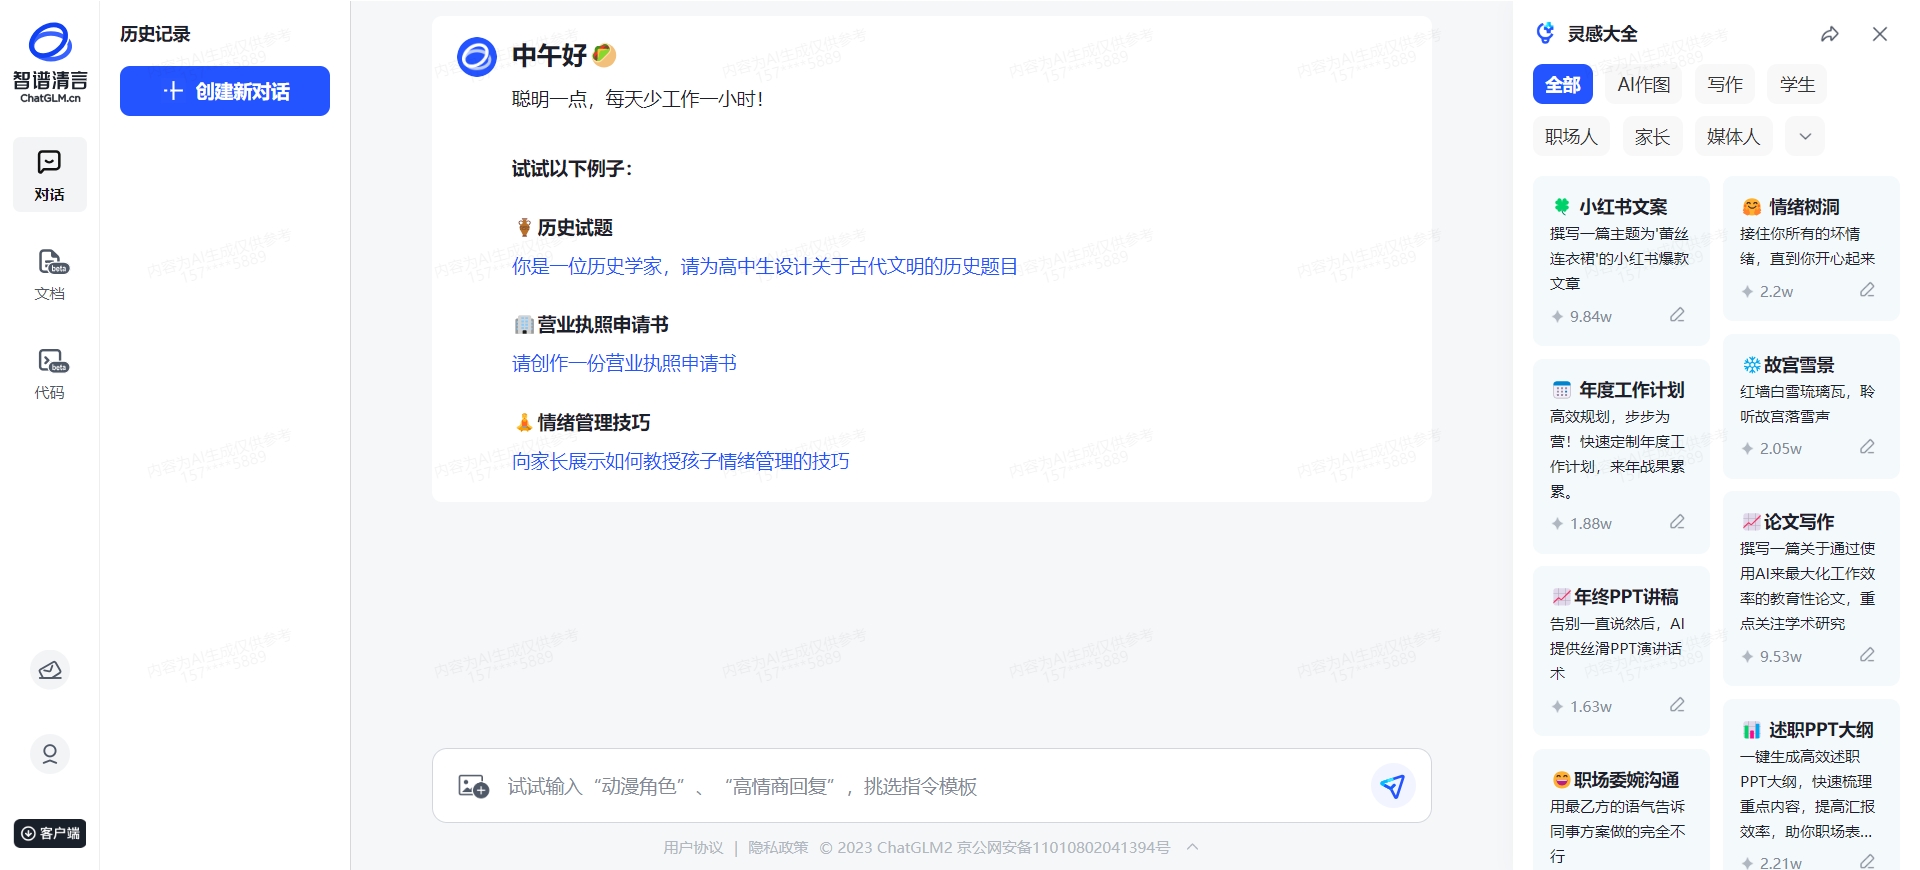 智谱清言
ChatGLM.cn
对话
文档
beta
代码
beta
客户端
历史记录
创建新对话
中午好
聪明一点，每天少工作一小时！
试试以下例子：
历史试题
你是一位历史学家，请为高中生设计关于古代文明的历史题目
营业执照申请书
请创作一份营业执照申请书
情绪管理技巧
向家长展示如何教授孩子情绪管理的技巧
试试输入“动漫角色”、“高情商回复”，挑选指令模板
用户协议 | 隐私政策 © 2023 ChatGLM2 京公网安备11010802041394号
灵感大全
全部 AI作图 写作 学生
职场人 家长 媒体人
小红书文案
撰写一篇主题为'蕾丝
连衣裙'的小红书爆款
文章
9.84w
年度工作计划
高效规划，步步为
营！快速定制年度工
作计划，来年战果累
累。
1.88w
年终PPT讲稿
告别一直说然后，AI
提供丝滑PPT演讲话
术
1.63w
职场委婉沟通
用最乙方的语气告诉
同事方案做的完全不
行
情绪树洞
接住你所有的坏情
绪，直到你开心起来
2.2w
故宫雪景
红墙白雪琉璃瓦，聆
听故宫落雪声
2.05w
论文写作
撰写一篇关于通过使
用AI来最大化工作效
率的教育性论文，重
点关注学术研究
9.53w
述职PPT大纲
一键生成高效述职
PPT大纲，快速梳理
重点内容，提高汇报
效率，助你职场表...
2.21w
内容为AI生成仅供参考
157****5889